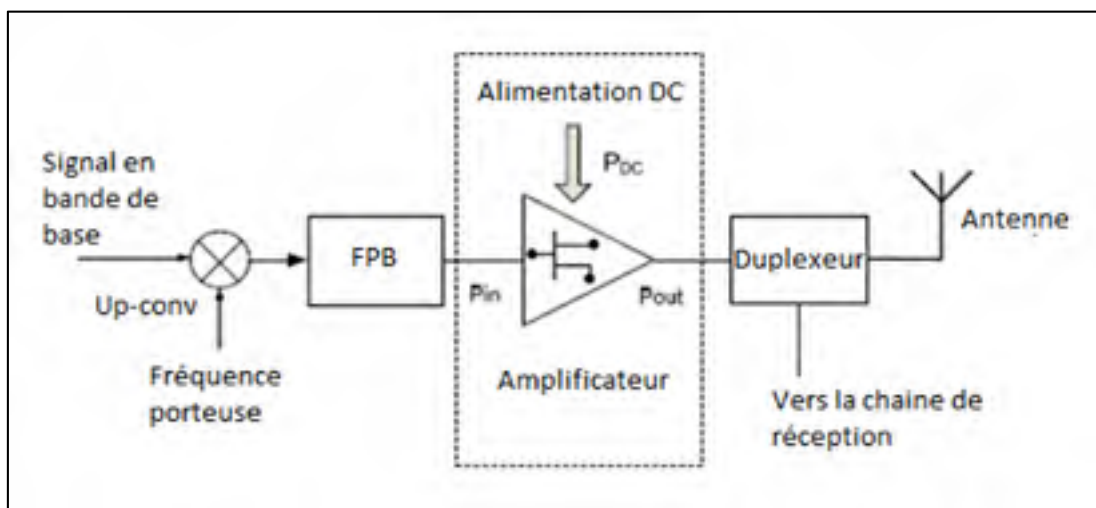 Alimentation DC
P_DC
Signal en
bande de
base
Up-conv
Fréquence
porteuse
FPB
Pin
Pout
Amplificateur
Duplexeur
Antenne
Vers la chaine de
réception